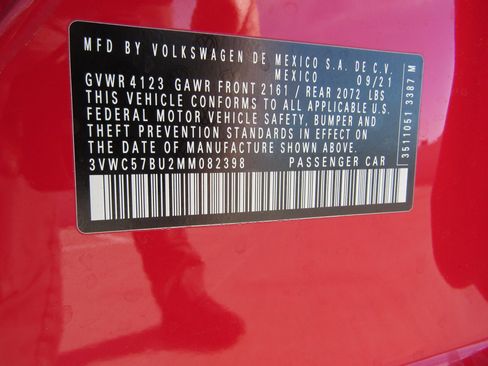 MFD BY VOLKSWAGEN DE MEXICO S.A. DE C.V.
MEXICO 09/21
GVWR 4123 GAWR FRONT 2161 / REAR 2072 LBS
THIS VEHICLE CONFORMS TO ALL APPLICABLE U.S.
FEDERAL MOTOR VEHICLE SAFETY, BUMPER AND
THEFT PREVENTION STANDARDS IN EFFECT ON
THE DATE OF MANUFACTURE SHOWN ABOVE.
3VWC57BU2MM082398 PASSENGER CAR
3511051 3387 M